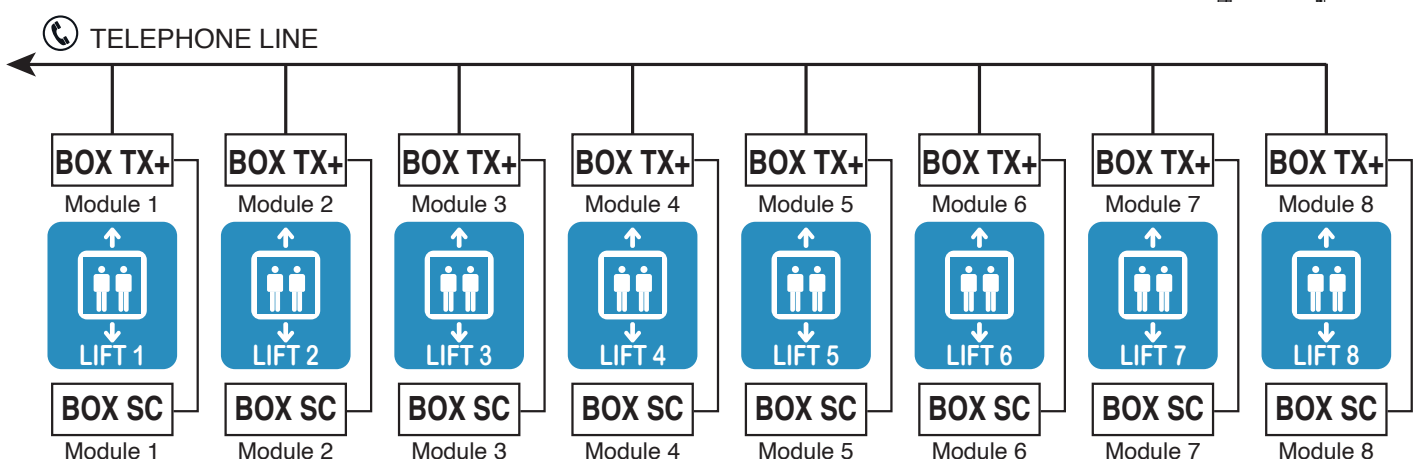 TELEPHONE LINE
BOX TX+ BOX TX+ BOX TX+ BOX TX+ BOX TX+ BOX TX+ BOX TX+ BOX TX+
Module 1 Module 2 Module 3 Module 4 Module 5 Module 6 Module 7 Module 8
LIFT 1 LIFT 2 LIFT 3 LIFT 4 LIFT 5 LIFT 6 LIFT 7 LIFT 8
BOX SC BOX SC BOX SC BOX SC BOX SC BOX SC BOX SC BOX SC
Module 1 Module 2 Module 3 Module 4 Module 5 Module 6 Module 7 Module 8